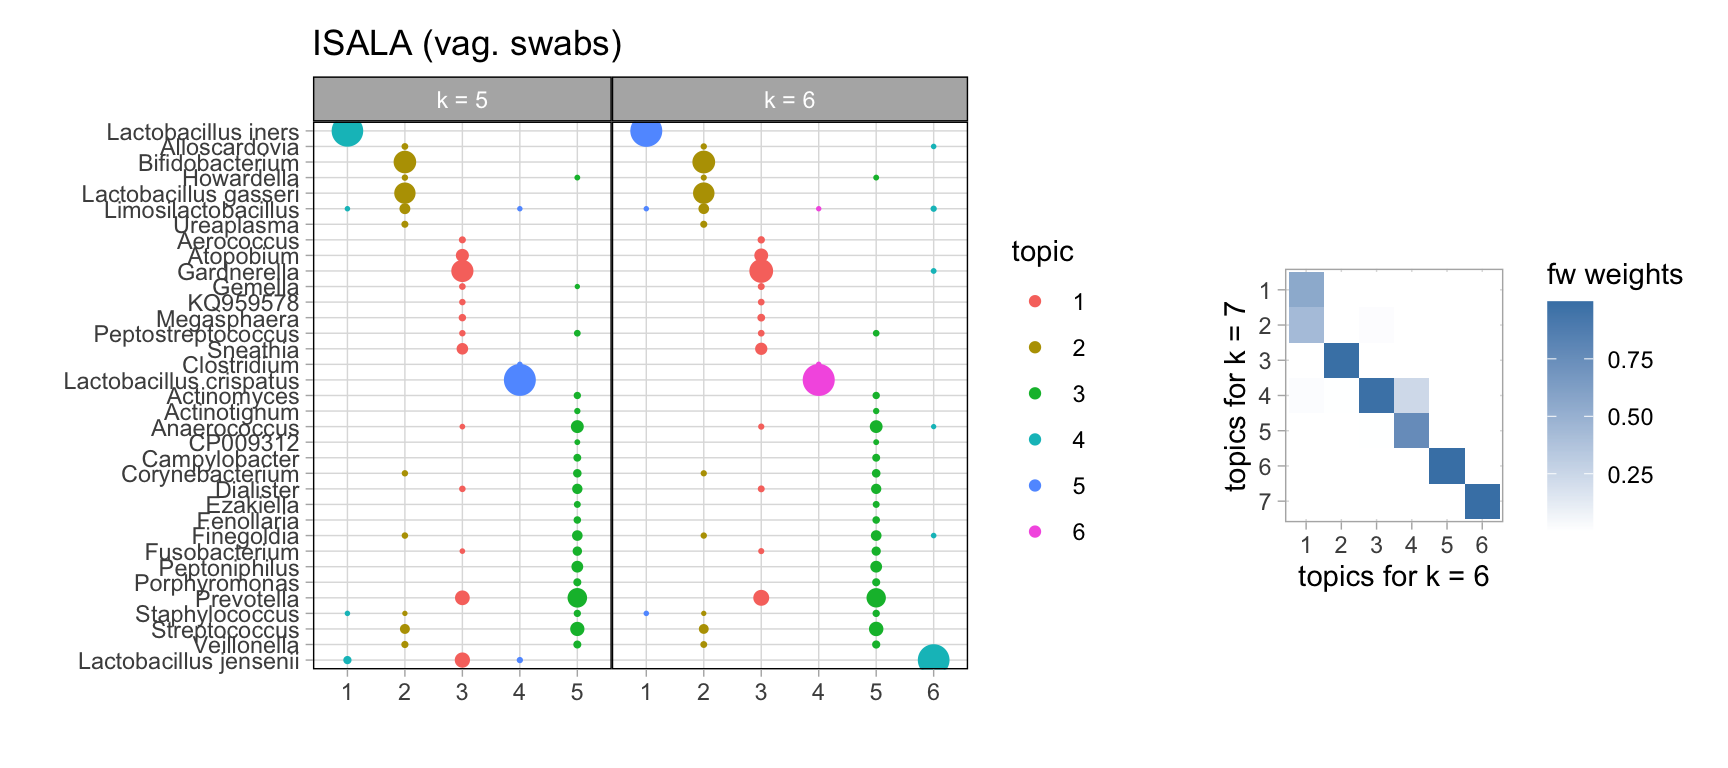 ISALA (vag. swabs)
k = 5
k = 6
Lactobacillus iners
Alloscardovia
Bifidobacterium
Howardella
Lactobacillus gasseri
Limosilactobacillus
Ureaplasma
Aerococcus
Atopobium
Gardnerella
Gemella
KQ959578
Megasphaera
Peptostreptococcus
Sneathia
Clostridium
Lactobacillus crispatus
Actinomyces
Actinotignum
Anaerococcus
CP009312
Campylobacter
Corynebacterium
Dialister
Ezakiella
Fenollaria
Finegoldia
Fusobacterium
Peptoniphilus
Porphyromonas
Prevotella
Staphylococcus
Streptococcus
Veillonella
Lactobacillus jensenii
1 2 3 4 5
1 2 3 4 5 6
topic
1
2
3
4
5
6
topics for k = 7
1
2
3
4
5
6
7
1 2 3 4 5 6
topics for k = 6
fw weights
0.75
0.50
0.25